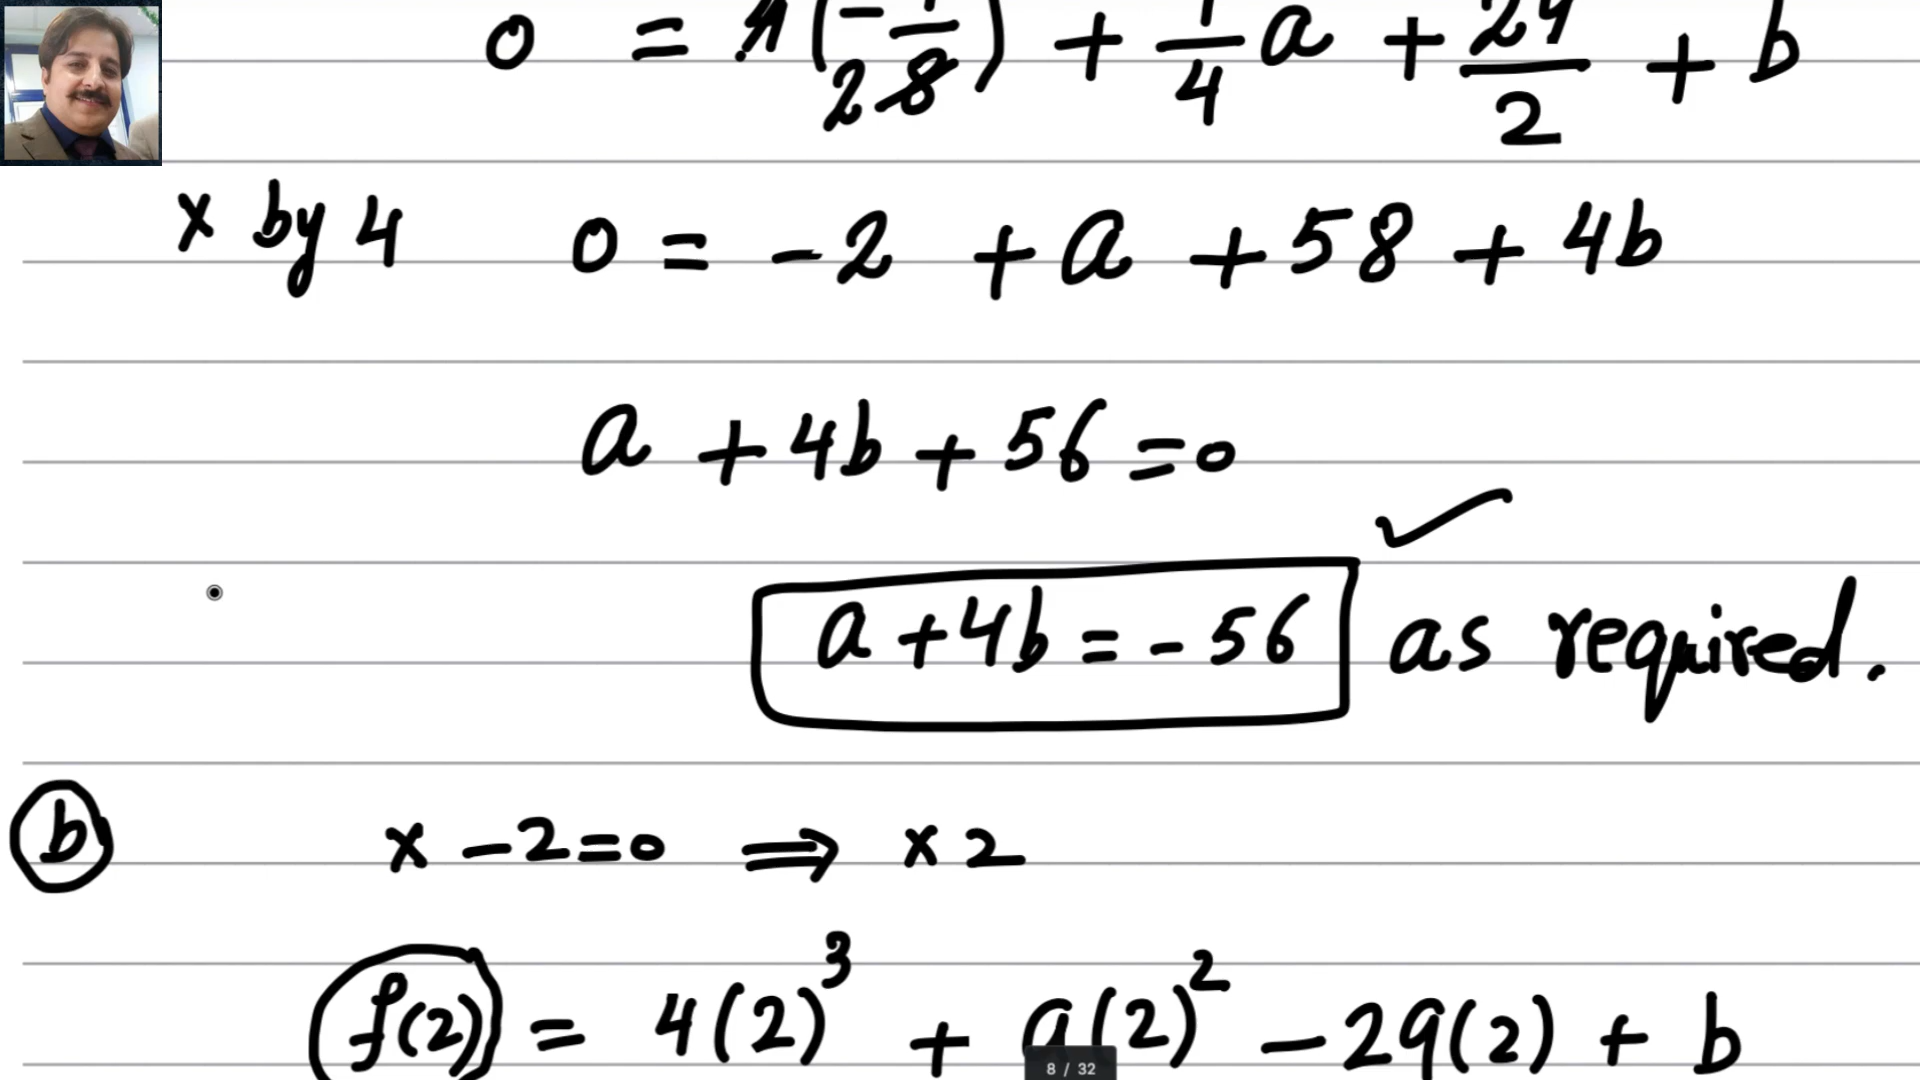 0 = 4(-1/8) + 1/4 a + 29/2 + b
x by 4 0 = -2 + a + 58 + 4b
a + 4b + 56 = 0
a + 4b = -56 as required.
b x - 2 = 0 ⇒ x 2
f(2) = 4(2)³ + a(2)² - 29(2) + b
8 / 32